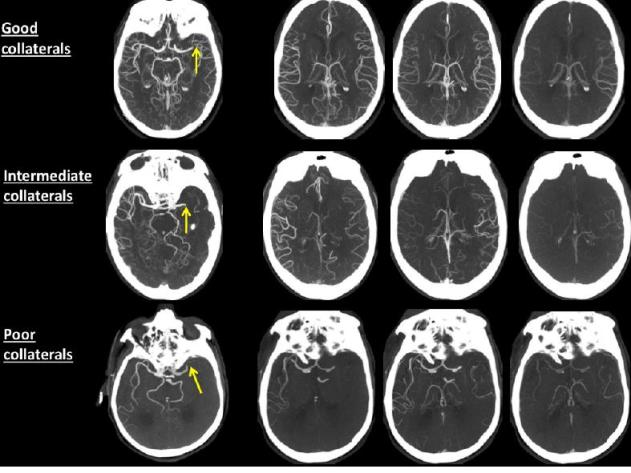 Good
collaterals
Intermediate
collaterals
Poor
collaterals